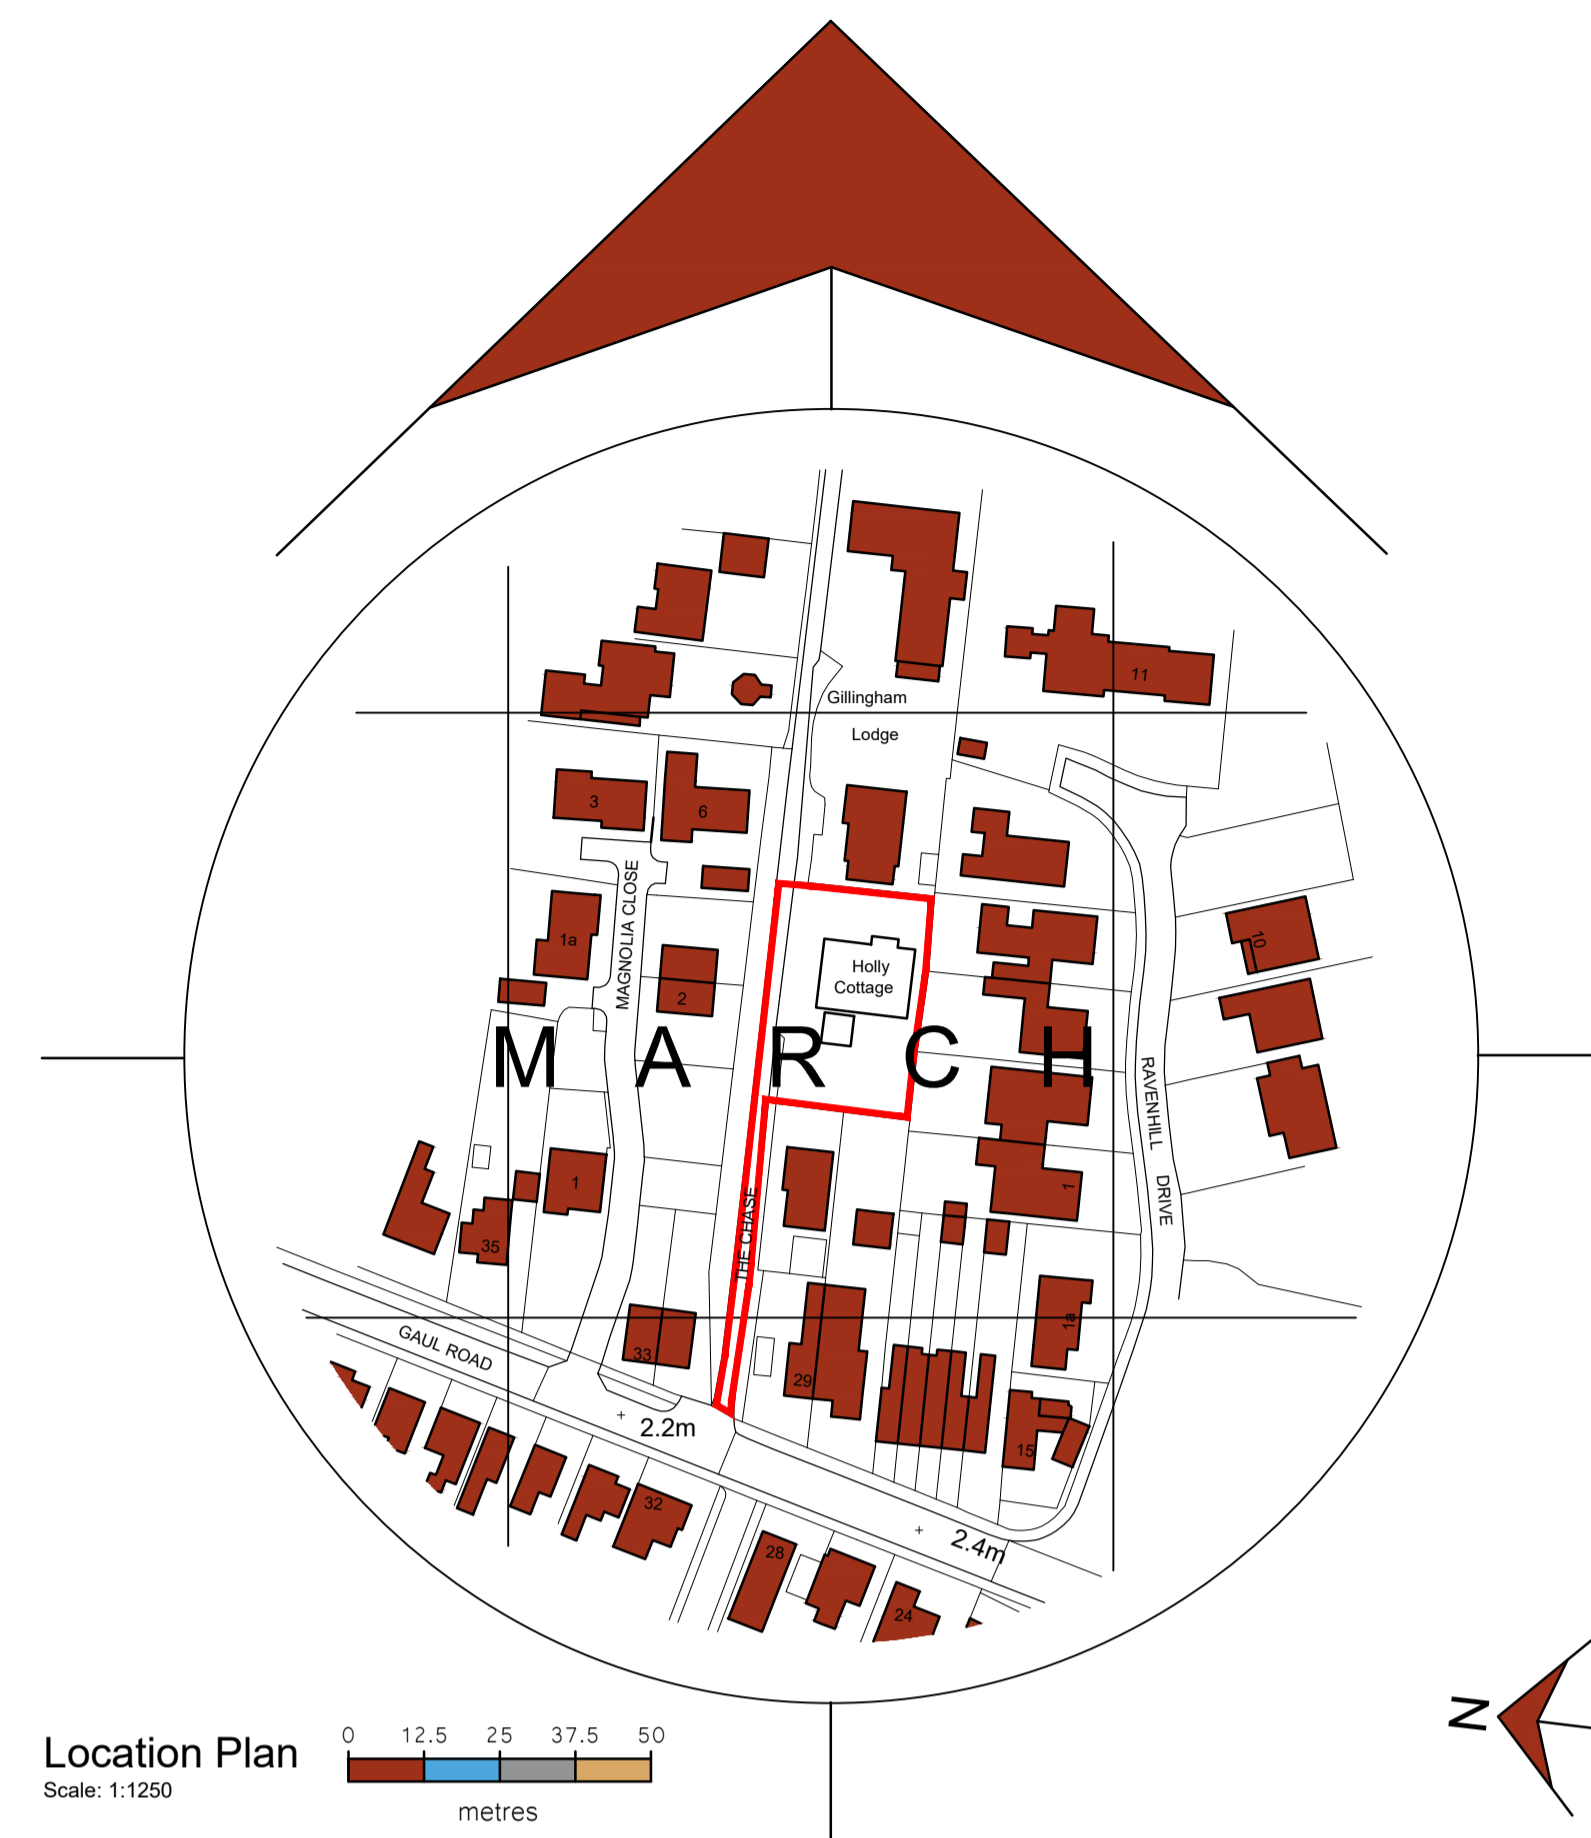 11
Gillingham
Lodge
3
6
MAGNOLIA CLOSE
1a
2
Holly
Cottage
10
M A R C H
RAVENHILL DRIVE
1
1
THE CHASE
35
33
1a
GAUL ROAD
29
15
2.2m
32
2.4m
28
24
N
Location Plan
Scale: 1:1250
0 12.5 25 37.5 50
metres